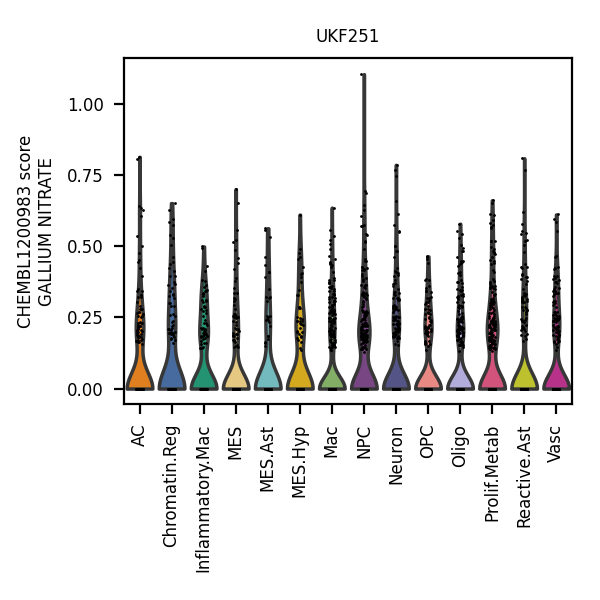 UKF251
CHEMBL1200983 score
GALLIUM NITRATE
1.00
0.75
0.50
0.25
0.00
AC
Chromatin.Reg
Inflammatory.Mac
MES
MES.Ast
MES.Hyp
Mac
NPC
Neuron
OPC
Oligo
Prolif.Metab
Reactive.Ast
Vasc